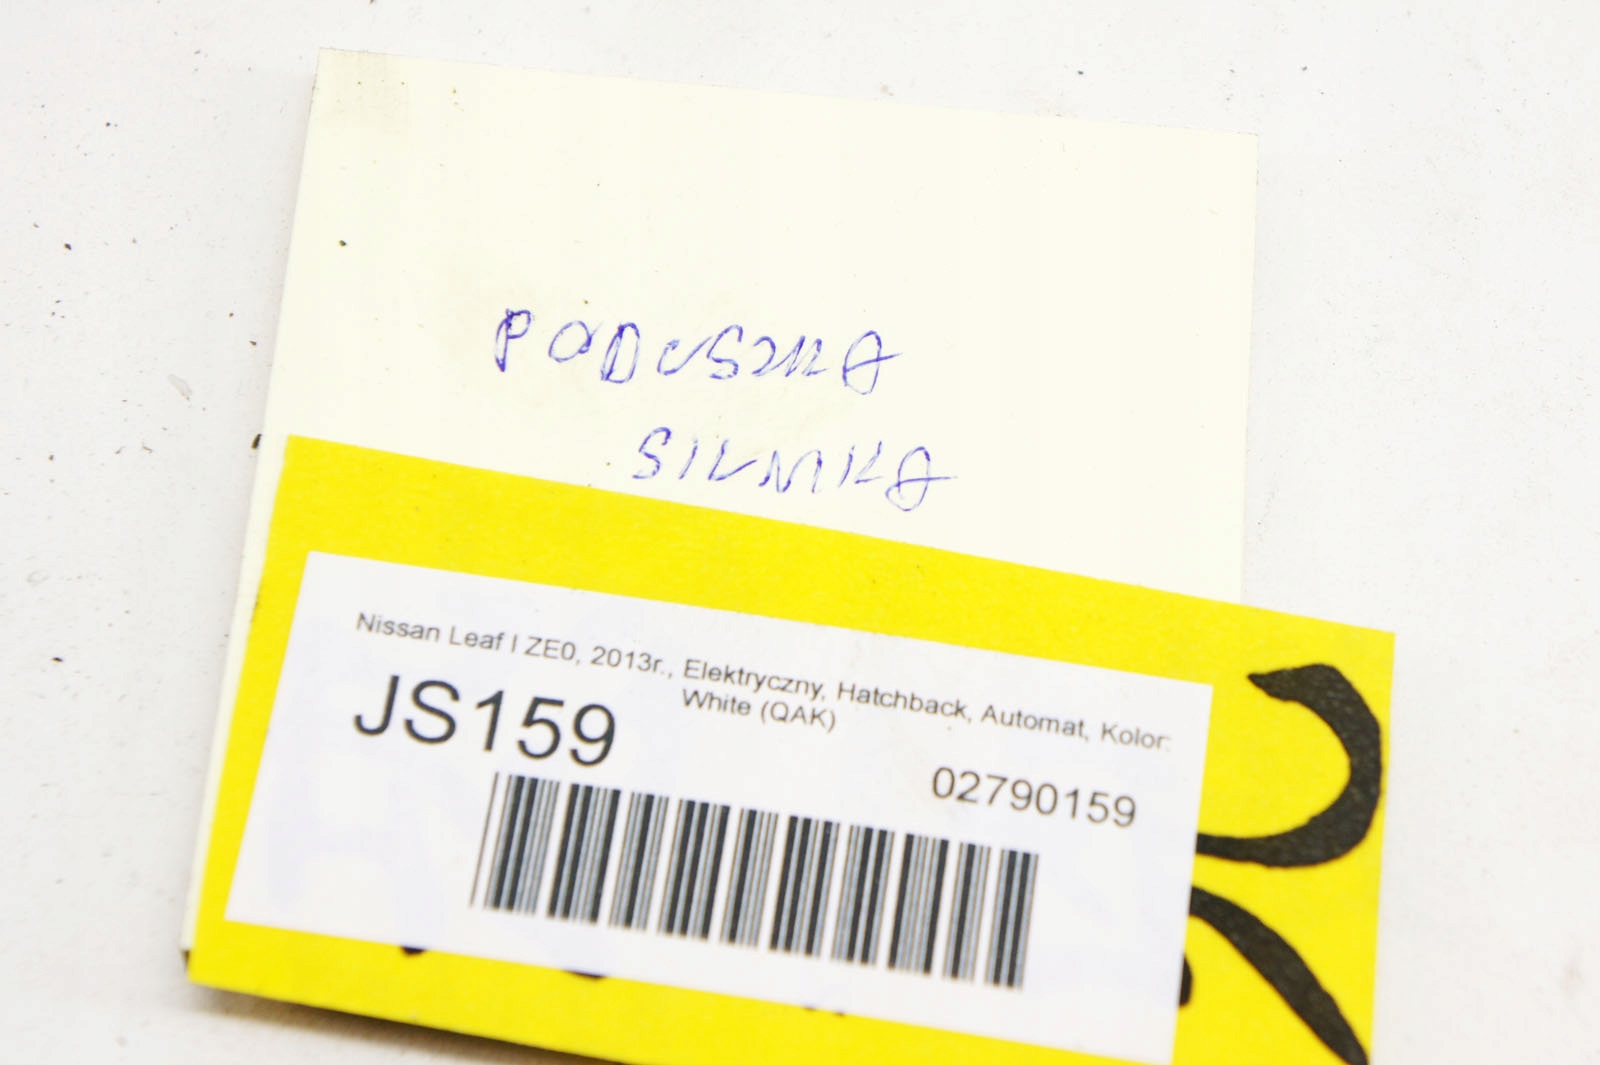 PODUSZKA
SILNIKA
Nissan Leaf I ZE0, 2013r., Elektryczny, Hatchback, Automat, Kolor:
White (QAK)
JS159
02790159